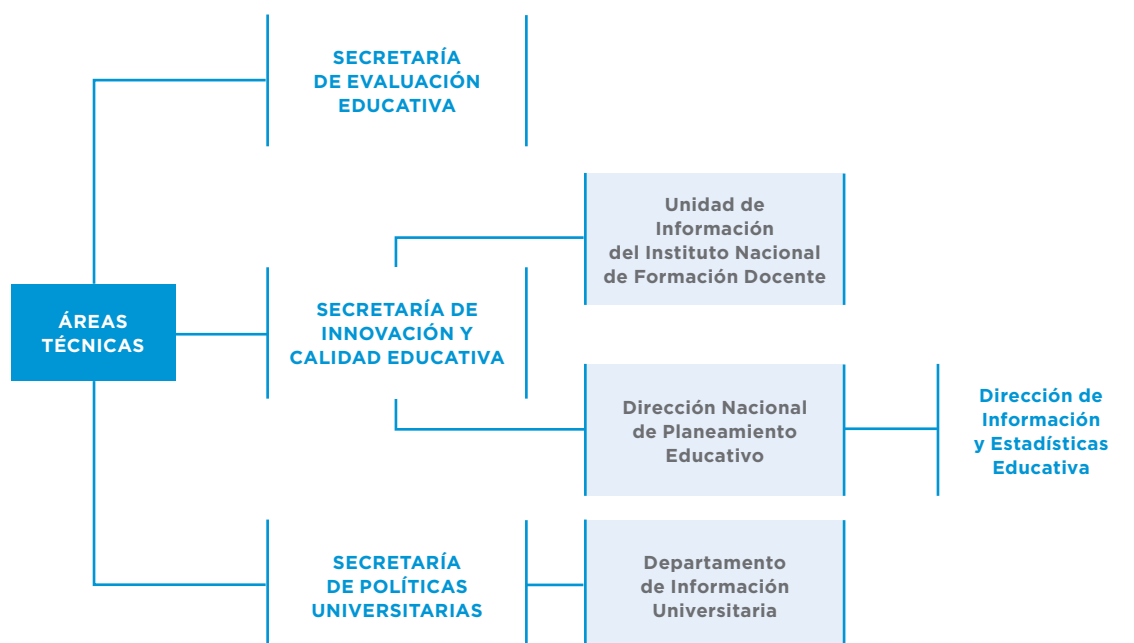 SECRETARÍA
DE EVALUACIÓN
EDUCATIVA
Unidad de
Información
del Instituto Nacional
de Formación Docente
ÁREAS
TÉCNICAS
SECRETARÍA DE
INNOVACIÓN Y
CALIDAD EDUCATIVA
Dirección Nacional
de Planeamiento
Educativo
Dirección de
Información
y Estadísticas
Educativa
SECRETARÍA
DE POLÍTICAS
UNIVERSITARIAS
Departamento
de Información
Universitaria